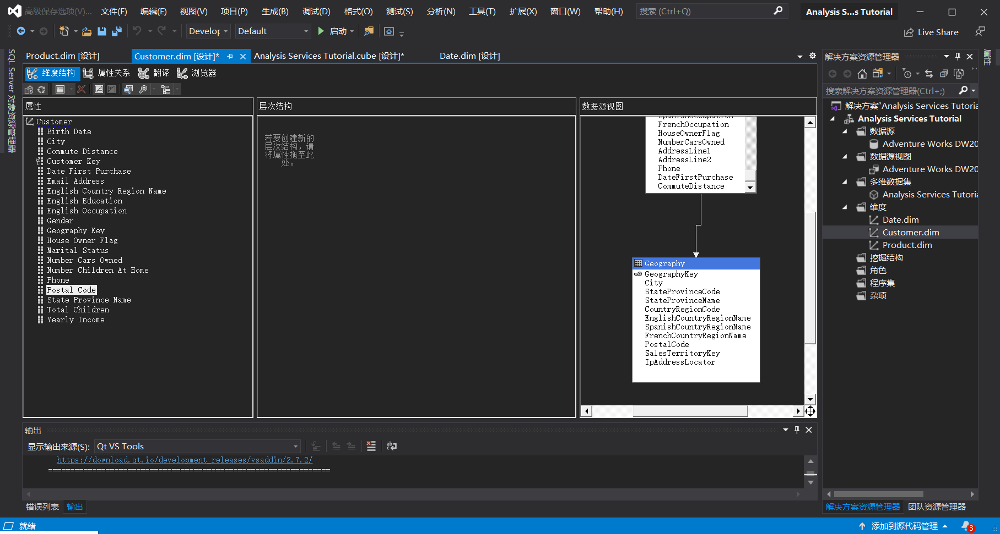 高级保存选项(V)... 文件(F) 编辑(E) 视图(V) 项目(P) 生成(B) 调试(D) 格式(O) 测试(S) 分析(N) 工具(T) 扩展(X) 窗口(W) 帮助(H) 搜索 (Ctrl+Q) Analysis S...s Tutorial
Develop Default 启动 Live Share
SQL Server 对象资源管理器
Product.dim [设计] Customer.dim [设计]* Analysis Services Tutorial.cube [设计]* Date.dim [设计]
维度结构 属性关系 翻译 浏览器
属性
Customer
Birth Date
City
Commute Distance
Customer Key
Date First Purchase
Email Address
English Country Region Name
English Education
English Occupation
Gender
Geography Key
House Owner Flag
Marital Status
Number Cars Owned
Number Children At Home
Phone
Postal Code
State Province Name
Total Children
Yearly Income
层次结构
若要创建新的
层次结构，请
将属性拖至此
处。
数据源视图
SpanishOccupation
FrenchOccupation
HouseOwnerFlag
NumberCarsOwned
AddressLine1
AddressLine2
Phone
DateFirstPurchase
CommuteDistance
Geography
GeographyKey
City
StateProvinceCode
StateProvinceName
CountryRegionCode
EnglishCountryRegionName
SpanishCountryRegionName
FrenchCountryRegionName
PostalCode
SalesTerritoryKey
IpAddressLocator
解决方案资源管理器
搜索解决方案资源管理器(Ctrl+;)
解决方案"Analysis Services Tutoria
Analysis Services Tutorial
数据源
Adventure Works DW20
数据源视图
Adventure Works DW20
多维数据集
Analysis Services Tutoria
维度
Date.dim
Customer.dim
Product.dim
挖掘结构
角色
程序集
杂项
属性
输出
显示输出来源(S): Qt VS Tools
https://download.qt.io/development_releases/vsaddin/2.7.2/
================================================================
错误列表 输出
解决方案资源管理器 团队资源管理器
就绪 添加到源代码管理 3